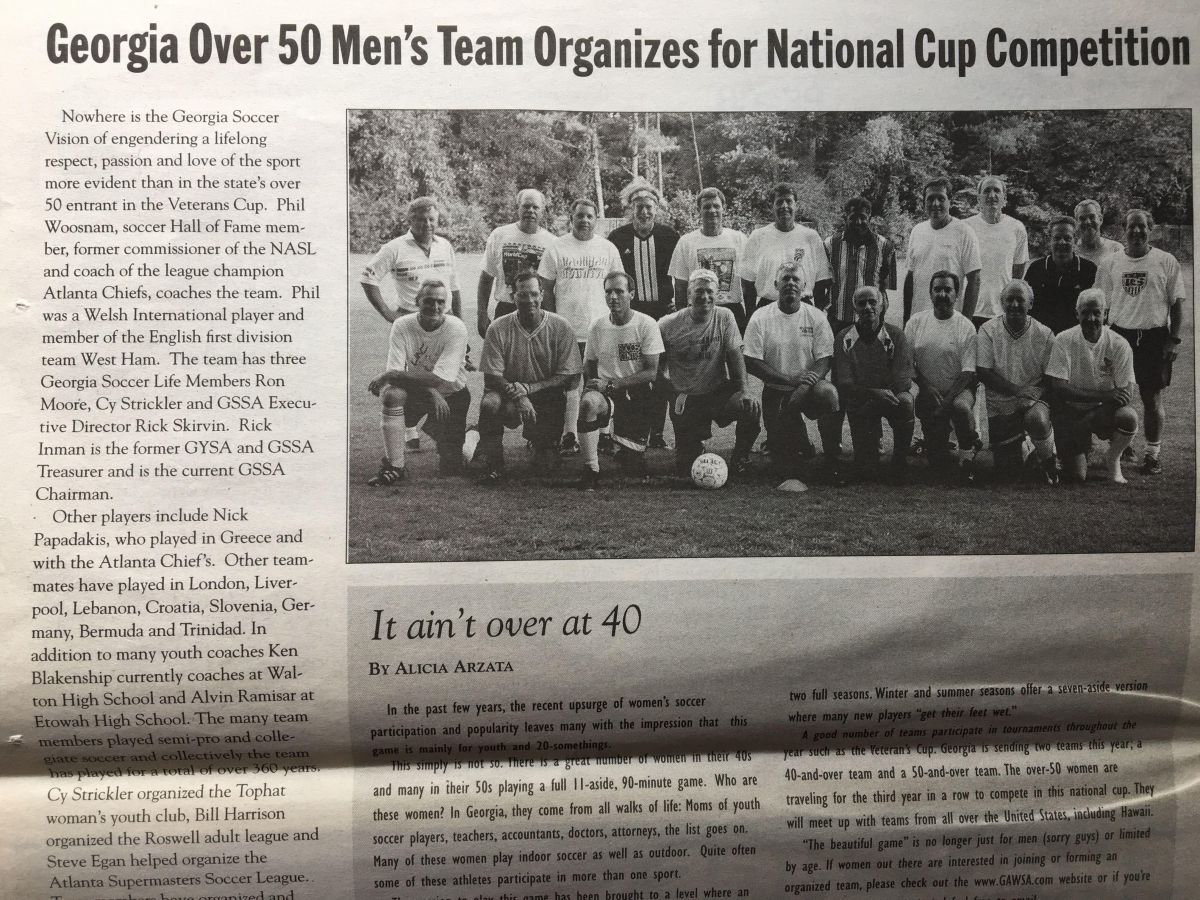 Georgia Over 50 Men's Team Organizes for National Cup Competition
Nowhere is the Georgia Soccer
Vision of engendering a lifelong
respect, passion and love of the sport
more evident than in the state's over
50 entrant in the Veterans Cup. Phil
Woosnam, soccer Hall of Fame mem-
ber, former commissioner of the NASL
and coach of the league champion
Atlanta Chiefs, coaches the team. Phil
was a Welsh International player and
member of the English first division
team West Ham. The team has three
Georgia Soccer Life Members Ron
Moore, Cy Strickler and GSSA Execu-
tive Director Rick Skirvin. Rick
Inman is the former GYSA and GSSA
Treasurer and is the current GSSA
Chairman.
Other players include Nick
Papadakis, who played in Greece and
with the Atlanta Chief's. Other team-
mates have played in London, Liver-
pool, Lebanon, Croatia, Slovenia, Ger-
many, Bermuda and Trinidad. In
addition to many youth coaches Ken
Blakenship currently coaches at Wal-
ton High School and Alvin Ramisar at
Etowah High School. The many team
members played semi-pro and colle-
giate soccer and collectively the team
has played for a total of over 360 years.
Cy Strickler organized the Tophat
woman's youth club, Bill Harrison
organized the Roswell adult league and
Steve Egan helped organize the
Atlanta Supermasters Soccer League.
Team members have organized and
It ain't over at 40
BY ALICIA ARZATA
In the past few years, the recent upsurge of women's soccer
participation and popularity leaves many with the impression that this
game is mainly for youth and 20-somethings.
This simply is not so. There is a great number of women in their 40s
and many in their 50s playing a full 11-aside, 90-minute game. Who are
these women? In Georgia, they come from all walks of life: Moms of youth
soccer players, teachers, accountants, doctors, attorneys, the list goes on.
Many of these women play indoor soccer as well as outdoor. Quite often
some of these athletes participate in more than one sport.
to play this game has been brought to a level where an
two full seasons. Winter and summer seasons offer a seven-aside version
where many new players "get their feet wet."
A good number of teams participate in tournaments throughout the
year such as the Veteran's Cup. Georgia is sending two teams this year; a
40-and-over team and a 50-and-over team. The over-50 women are
traveling for the third year in a row to compete in this national cup. They
will meet up with teams from all over the United States, including Hawaii.
"The beautiful game" is no longer just for men (sorry guys) or limited
by age. If women out there are interested in joining or forming an
organized team, please check out the www.GAWSA.com website or if you're